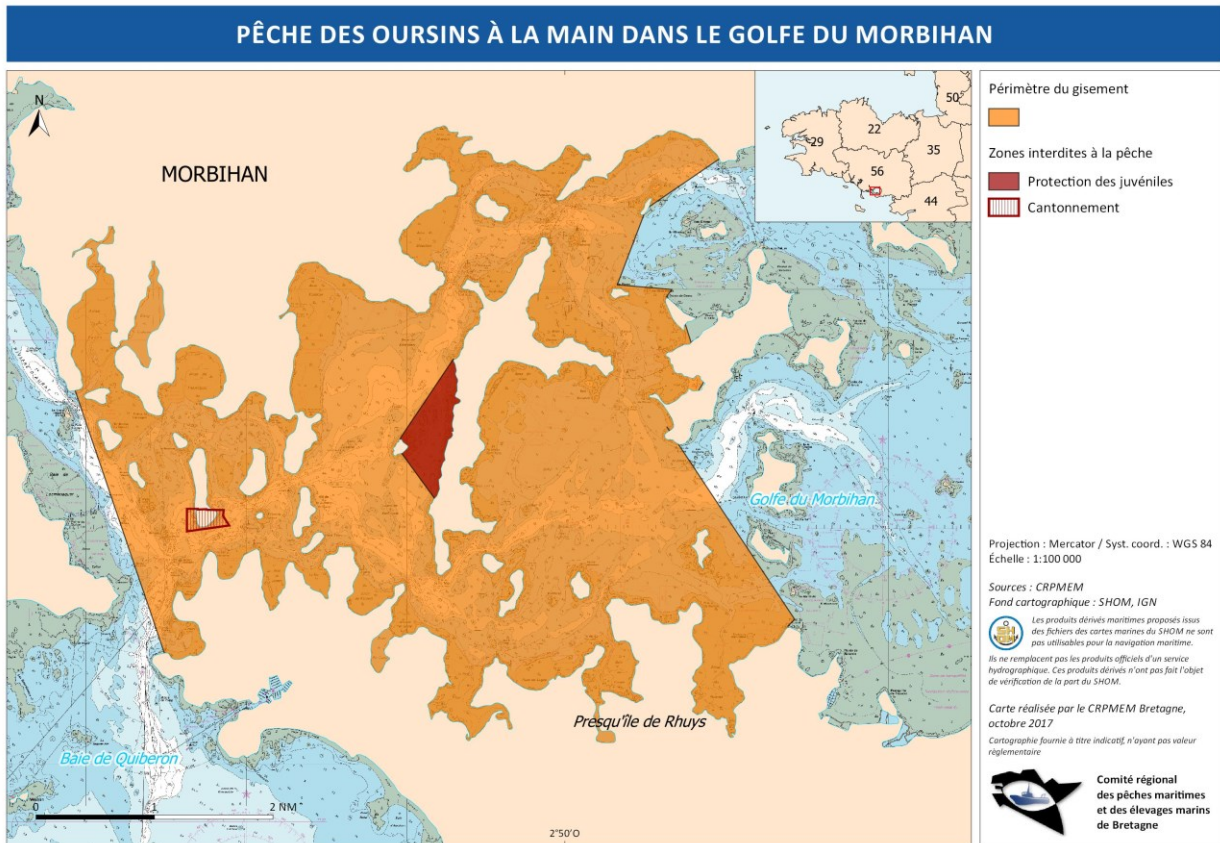 PÊCHE DES OURSINS À LA MAIN DANS LE GOLFE DU MORBIHAN
N
MORBIHAN
50
29
22
35
56
44
Golfe du Morbihan
Presqu'île de Rhuys
Baie de Quiberon
0
1
2 NM
2°50'O
Périmètre du gisement
Zones interdites à la pêche
Protection des juvéniles
Cantonnement
Projection : Mercator / Syst. coord. : WGS 84
Échelle : 1:100 000
Sources : CRPMEM
Fond cartographique : SHOM, IGN
Les produits dérivés maritimes proposés issus
des fichiers des cartes marines du SHOM ne sont
pas utilisables pour la navigation maritime.
Ils ne remplacent pas les produits officiels d'un service
hydrographique. Ces produits dérivés n'ont pas fait l'objet
de vérification de la part du SHOM.
Carte réalisée par le CRPMEM Bretagne,
octobre 2017
Cartographie fournie à titre indicatif, n'ayant pas valeur
règlementaire
Comité régional
des pêches maritimes
et des élevages marins
de Bretagne